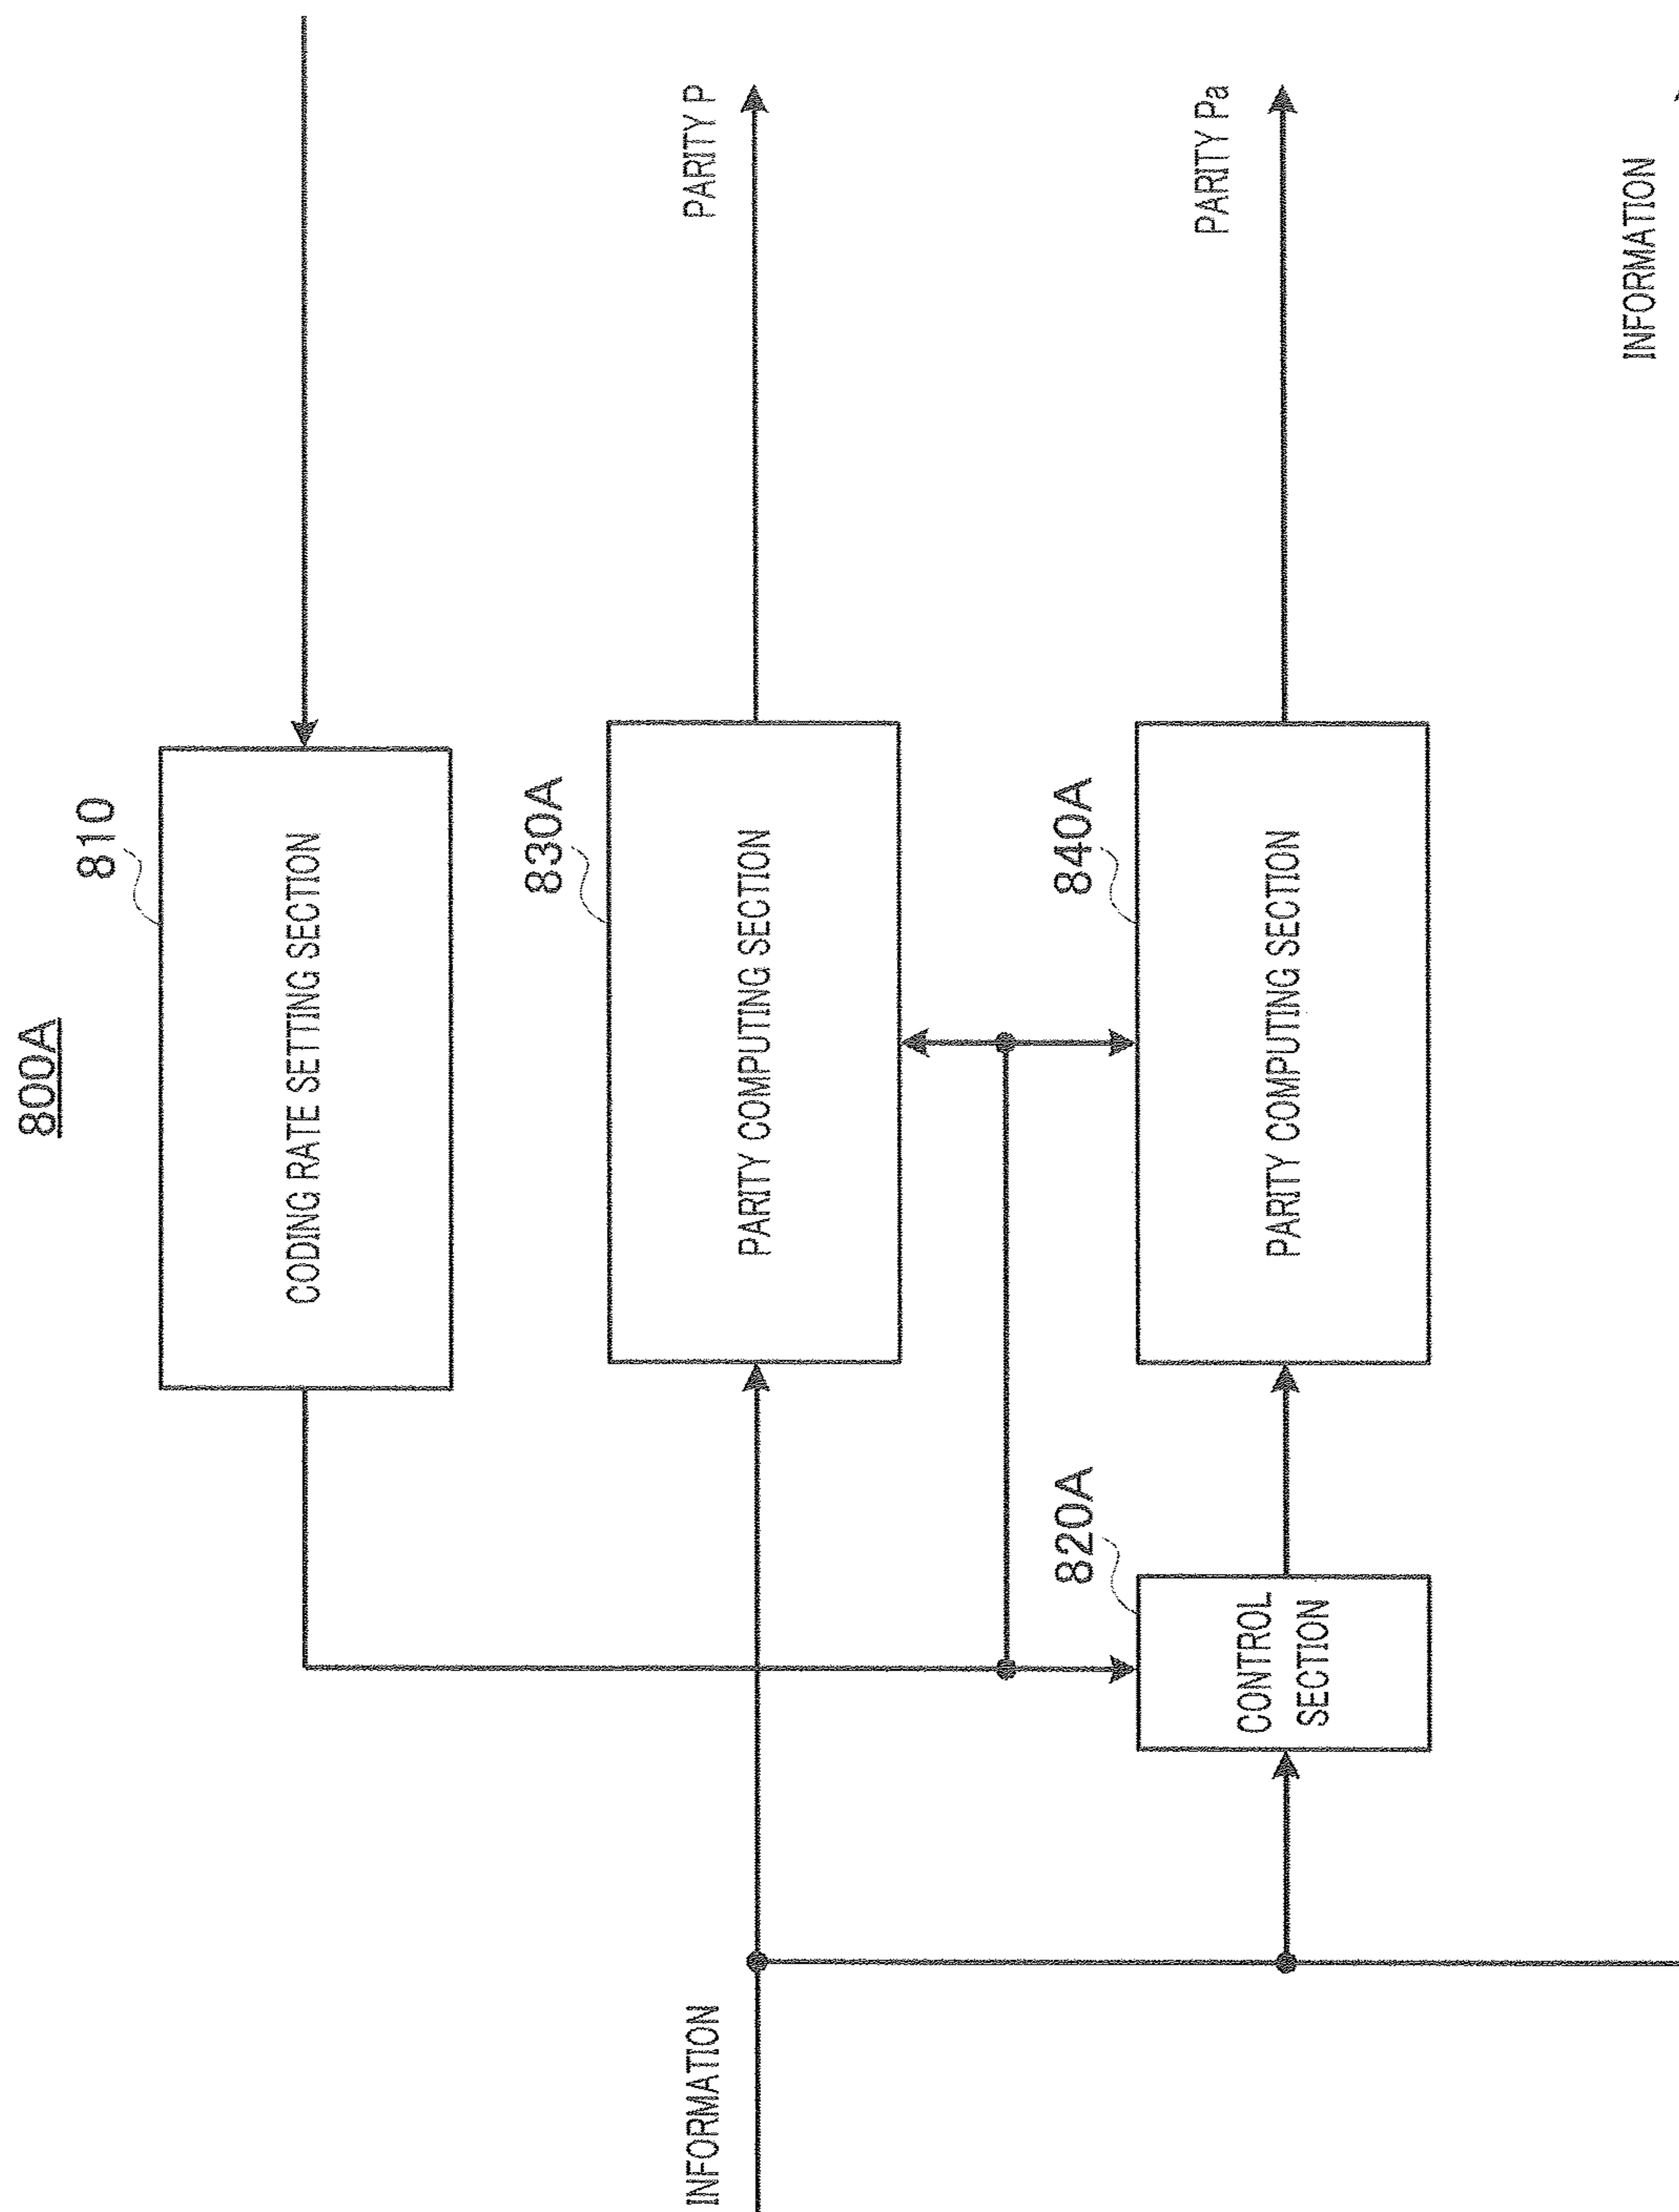 800A
810
CODING RATE SETTING SECTION
830A
PARITY COMPUTING SECTION
PARITY P
INFORMATION
820A
CONTROL
SECTION
840A
PARITY COMPUTING SECTION
PARITY Pa
INFORMATION